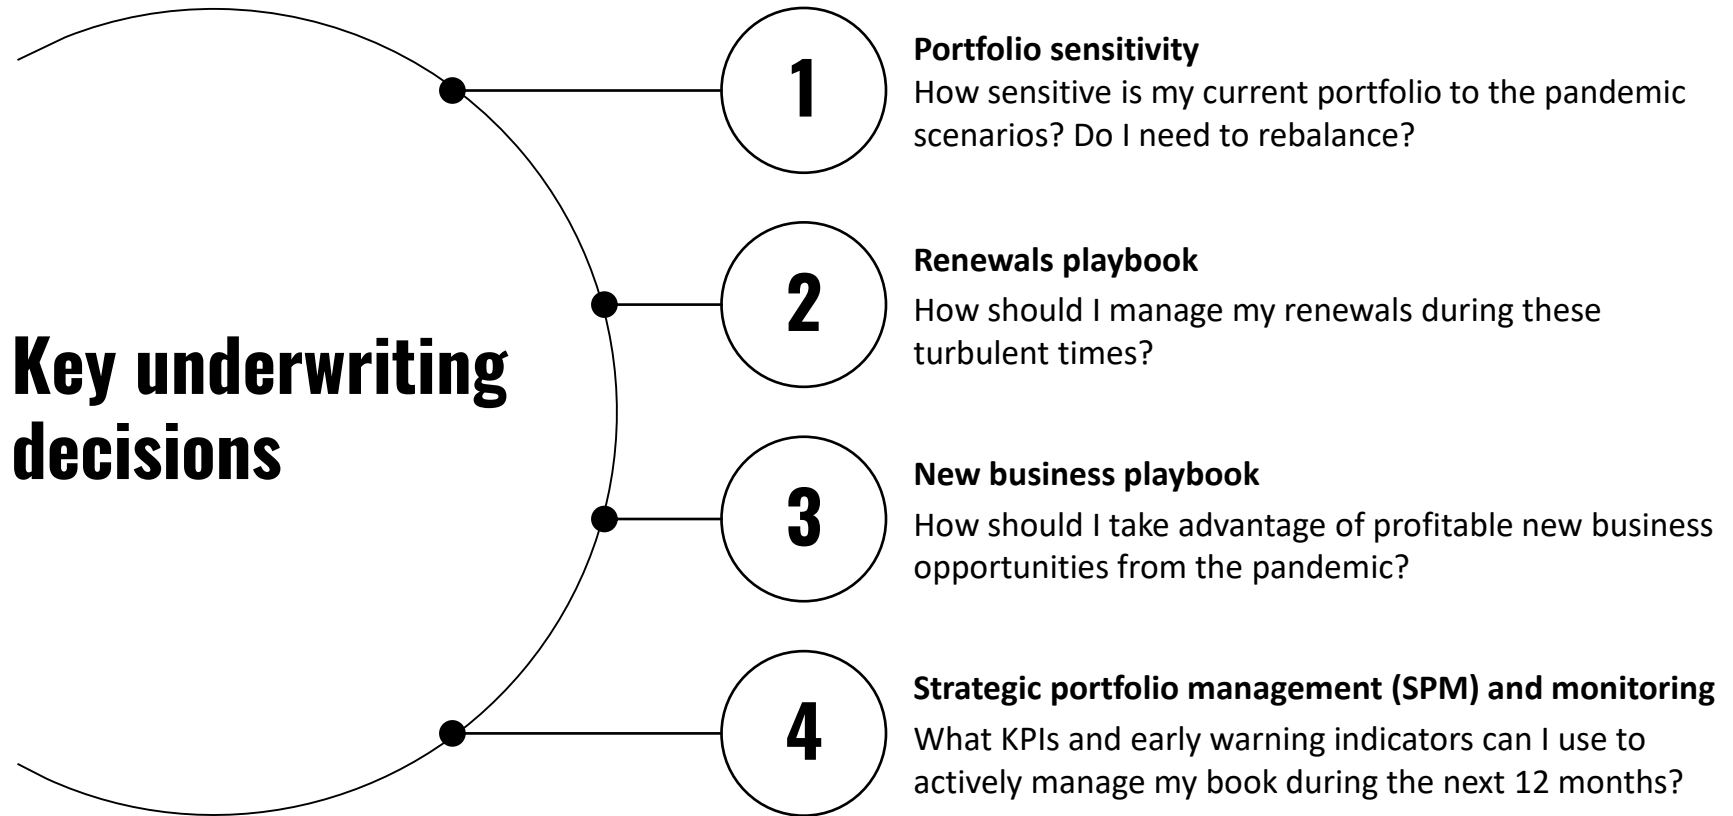 Key underwriting
decisions
1
Portfolio sensitivity
How sensitive is my current portfolio to the pandemic
scenarios? Do I need to rebalance?
2
Renewals playbook
How should I manage my renewals during these
turbulent times?
3
New business playbook
How should I take advantage of profitable new business
opportunities from the pandemic?
4
Strategic portfolio management (SPM) and monitoring
What KPIs and early warning indicators can I use to
actively manage my book during the next 12 months?